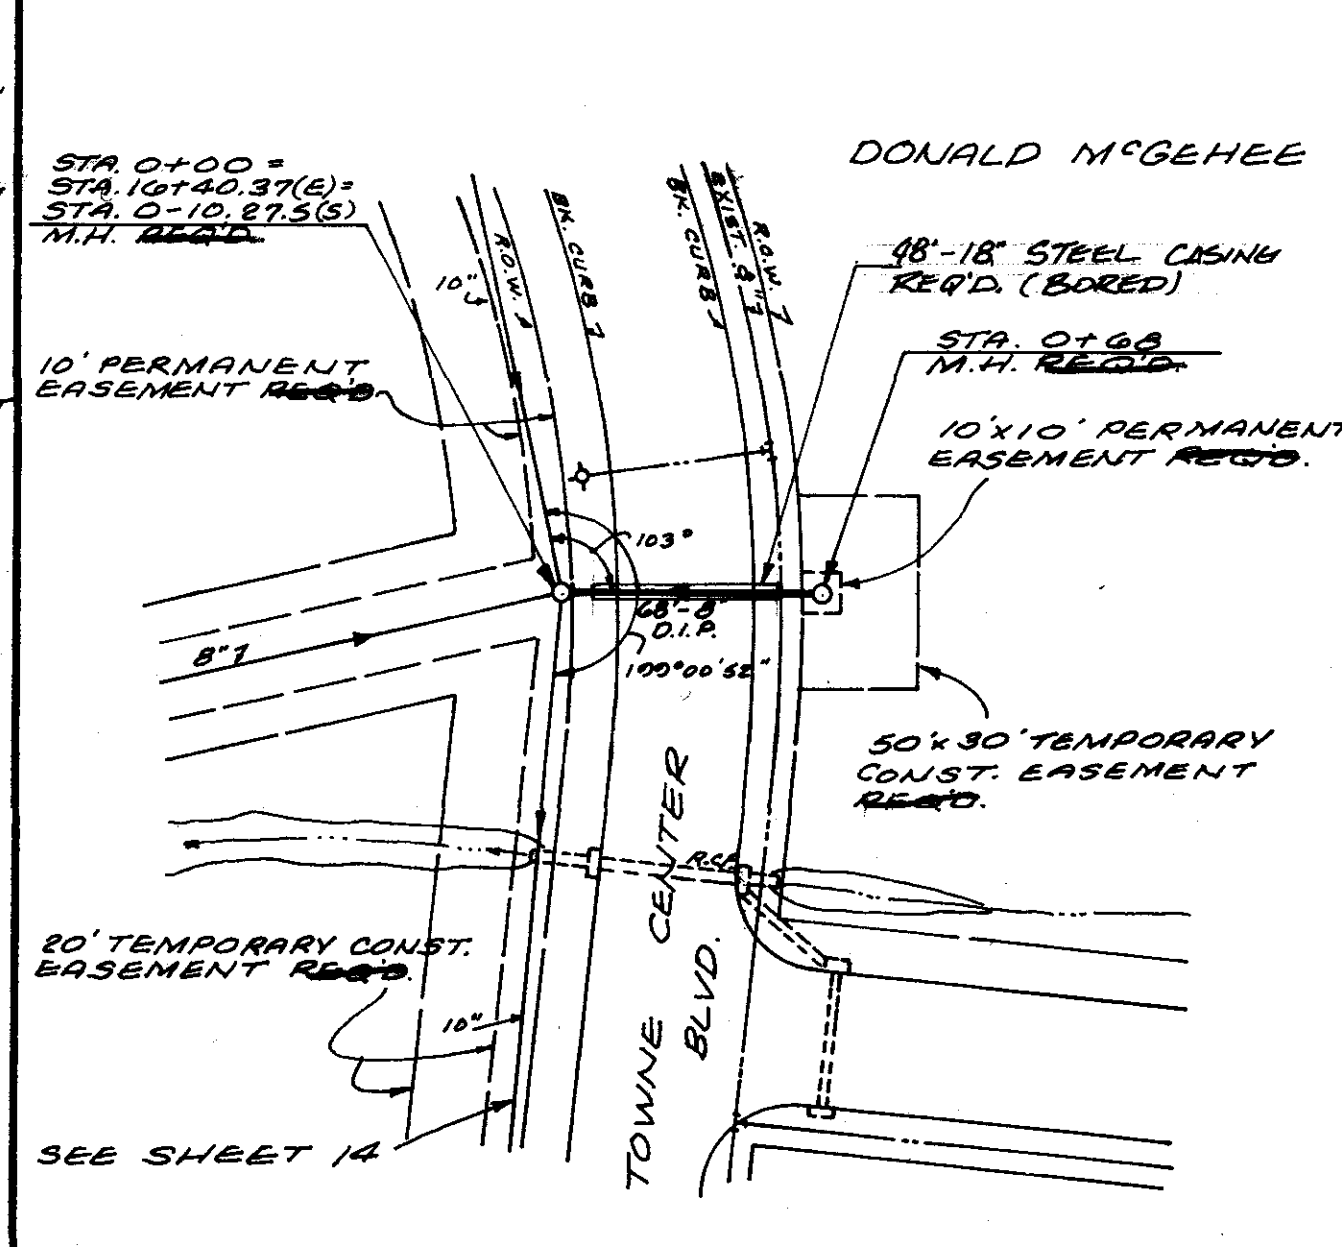 DONALD McGEHEE
STA. 0+00 =
STA. 16+40.37(E)=
STA. 0-10.27.5(S)
M.H. REQ'D.
R.O.W.
BK. CURB
BK. CURB
EXIST. 8"
R.O.W.
10"
48'-18" STEEL CASING
REQ'D. (BORED)
STA. 0+68
M.H. REQ'D.
10' PERMANENT
EASEMENT REQ'D.
10'x10' PERMANENT
EASEMENT REQ'D.
103°
68'-8"
D.I.P.
8"
199°00'52"
50'x30' TEMPORARY
CONST. EASEMENT
REQ'D.
R.C.P.
20' TEMPORARY CONST.
EASEMENT REQ'D.
10"
TOWNE CENTER
BLVD.
SEE SHEET 14